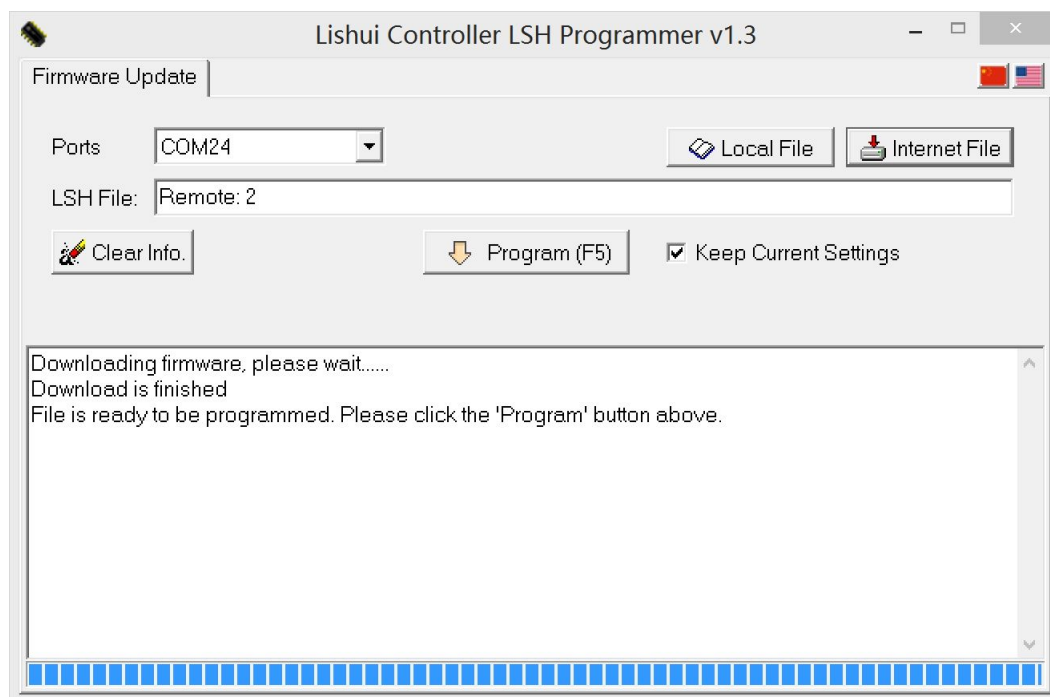 Lishui Controller LSH Programmer v1.3
Firmware Update
Ports COM24 Local File Internet File
LSH File: Remote: 2
Clear Info. Program (F5) Keep Current Settings
Downloading firmware, please wait......
Download is finished
File is ready to be programmed. Please click the 'Program' button above.